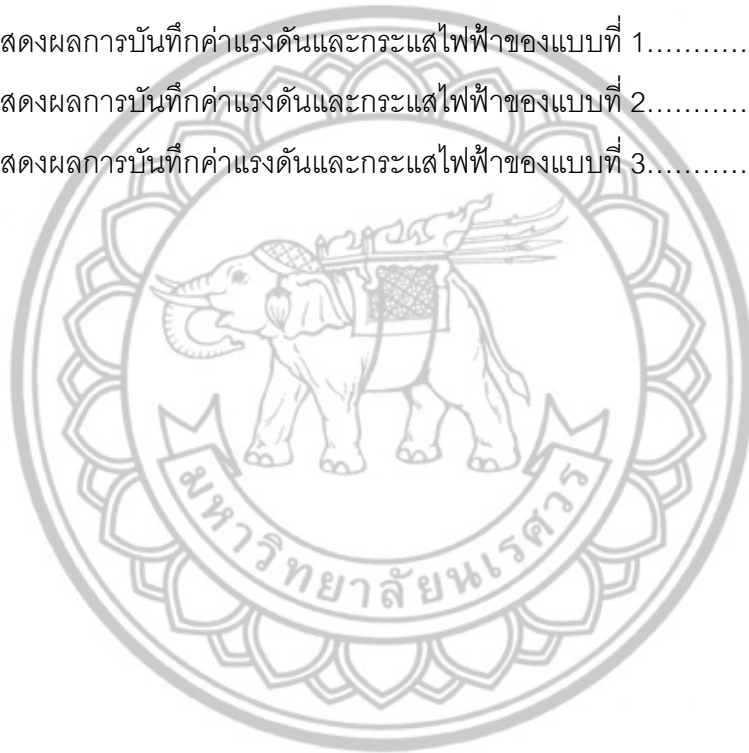 สดงผลการบันทึกค่าแรงดันและกระแสไฟฟ้าของแบบที่ 1...........
สดงผลการบันทึกค่าแรงดันและกระแสไฟฟ้าของแบบที่ 2...........
สดงผลการบันทึกค่าแรงดันและกระแสไฟฟ้าของแบบที่ 3...........
มหาวิทยาลัยนเรศวร